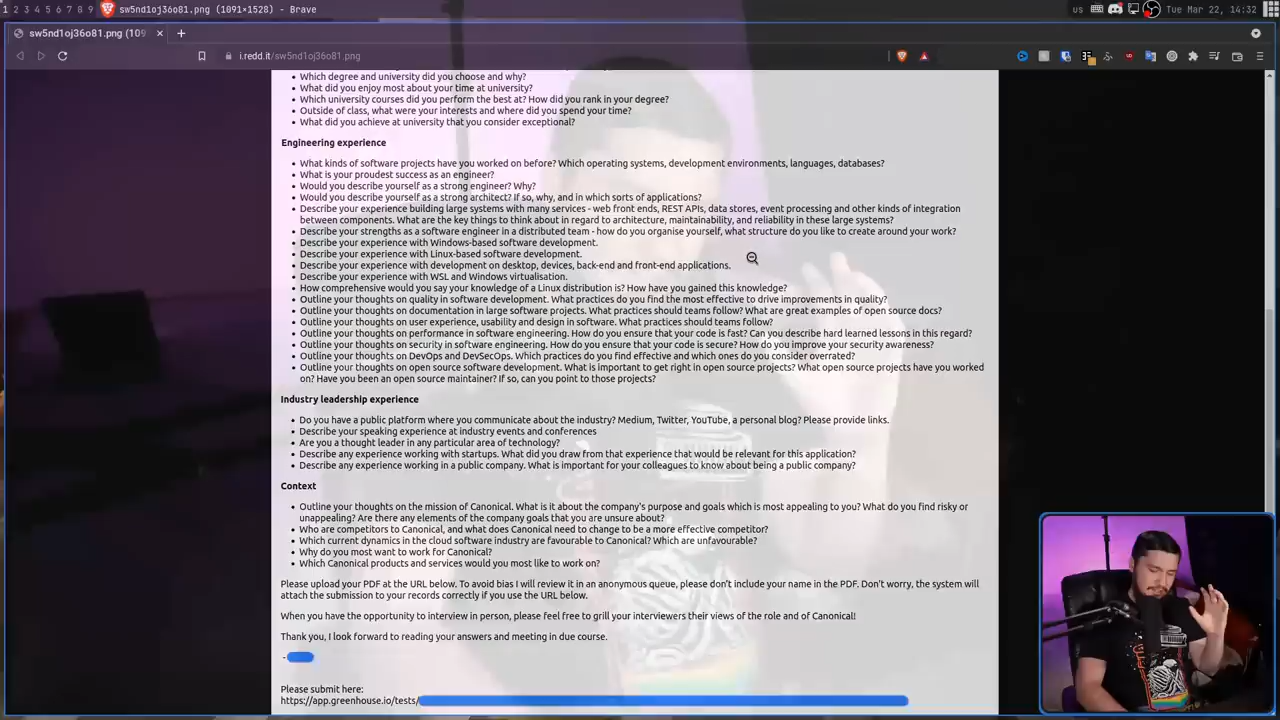 1 2 3 4 5 6 7 8 9 sw5nd1oj36o81.png (1091×1528) - Brave
us Tue Mar 22, 14:32
sw5nd1oj36o81.png (109
i.redd.it/sw5nd1oj36o81.png
• Which degree and university did you choose and why?
• What did you enjoy most about your time at university?
• Which university courses did you perform the best at? How did you rank in your degree?
• Outside of class, what were your interests and where did you spend your time?
• What did you achieve at university that you consider exceptional?
Engineering experience
• What kinds of software projects have you worked on before? Which operating systems, development environments, languages, databases?
• What is your proudest success as an engineer?
• Would you describe yourself as a strong engineer? Why?
• Would you describe yourself as a strong architect? If so, why, and in which sorts of applications?
• Describe your experience building large systems with many services - web front ends, REST APIs, data stores, event processing and other kinds of integration
between components. What are the key things to think about in regard to architecture, maintainability, and reliability in these large systems?
• Describe your strengths as a software engineer in a distributed team - how do you organise yourself, what structure do you like to create around your work?
• Describe your experience with Windows-based software development.
• Describe your experience with Linux-based software development.
• Describe your experience with development on desktop, devices, back-end and front-end applications.
• Describe your experience with WSL and Windows virtualisation.
• How comprehensive would you say your knowledge of a Linux distribution is? How have you gained this knowledge?
• Outline your thoughts on quality in software development. What practices do you find the most effective to drive improvements in quality?
• Outline your thoughts on documentation in large software projects. What practices should teams follow? What are great examples of open source docs?
• Outline your thoughts on user experience, usability and design in software. What practices should teams follow?
• Outline your thoughts on performance in software engineering. How do you ensure that your code is fast? Can you describe hard learned lessons in this regard?
• Outline your thoughts on security in software engineering. How do you ensure that your code is secure? How do you improve your security awareness?
• Outline your thoughts on DevOps and DevSecOps. Which practices do you find effective and which ones do you consider overrated?
• Outline your thoughts on open source software development. What is important to get right in open source projects? What open source projects have you worked
on? Have you been an open source maintainer? If so, can you point to those projects?
Industry leadership experience
• Do you have a public platform where you communicate about the industry? Medium, Twitter, YouTube, a personal blog? Please provide links.
• Describe your speaking experience at industry events and conferences
• Are you a thought leader in any particular area of technology?
• Describe any experience working with startups. What did you draw from that experience that would be relevant for this application?
• Describe any experience working in a public company. What is important for your colleagues to know about being a public company?
Context
• Outline your thoughts on the mission of Canonical. What is it about the company's purpose and goals which is most appealing to you? What do you find risky or
unappealing? Are there any elements of the company goals that you are unsure about?
• Who are competitors to Canonical, and what does Canonical need to change to be a more effective competitor?
• Which current dynamics in the cloud software industry are favourable to Canonical? Which are unfavourable?
• Why do you most want to work for Canonical?
• Which Canonical products and services would you most like to work on?
Please upload your PDF at the URL below. To avoid bias I will review it in an anonymous queue, please don't include your name in the PDF. Don't worry, the system will
attach the submission to your records correctly if you use the URL below.
When you have the opportunity to interview in person, please feel free to grill your interviewers their views of the role and of Canonical!
Thank you, I look forward to reading your answers and meeting in due course.
-
Please submit here:
https://app.greenhouse.io/tests/